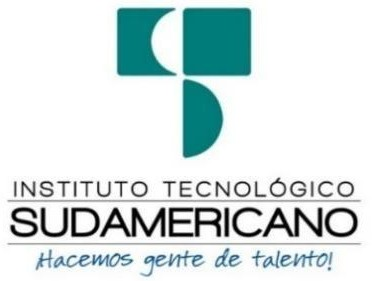 INSTITUTO TECNOLÓGICO
SUDAMERICANO
¡Hacemos gente de talento!